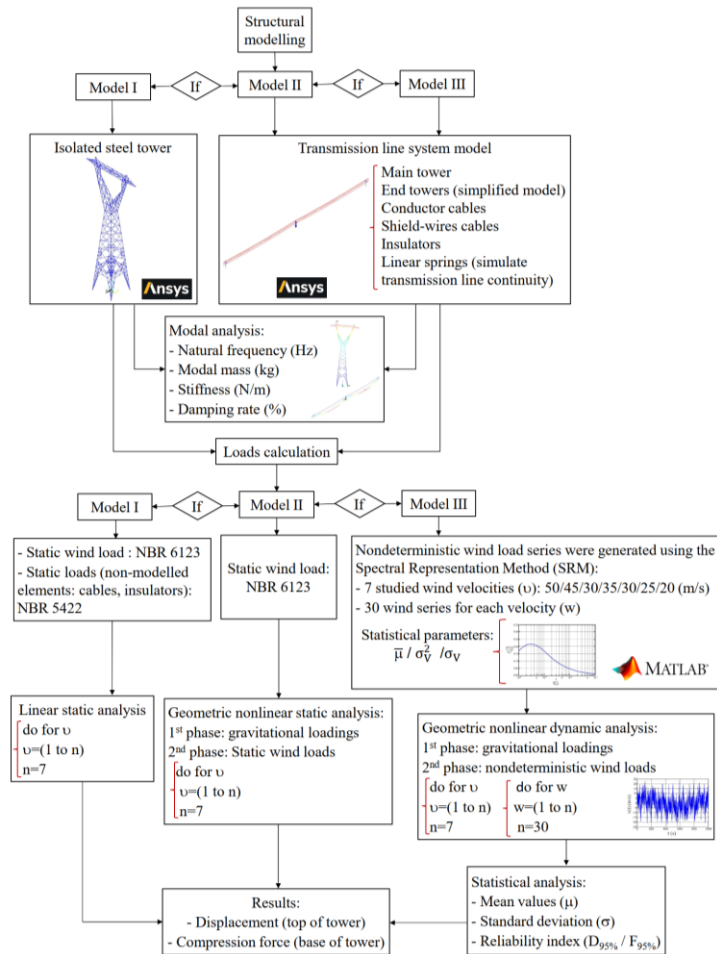 Structural
modelling
Model I
If
Model II
If
Model III
Isolated steel tower
Ansys
Transmission line system model
Main tower
End towers (simplified model)
Conductor cables
Shield-wires cables
Insulators
Linear springs (simulate
transmission line continuity)
Ansys
Modal analysis:
- Natural frequency (Hz)
- Modal mass (kg)
- Stiffness (N/m)
- Damping rate (%)
Loads calculation
Model I
If
Model II
If
Model III
- Static wind load : NBR 6123
- Static loads (non-modelled
elements: cables, insulators):
NBR 5422
Static wind load:
NBR 6123
Nondeterministic wind load series were generated using the
Spectral Representation Method (SRM):
- 7 studied wind velocities (υ): 50/45/30/35/30/25/20 (m/s)
- 30 wind series for each velocity (w)
Statistical parameters:
μ̅ / σ²V /σV
MATLAB
Linear static analysis
do for υ
υ=(1 to n)
n=7
Geometric nonlinear static analysis:
1st phase: gravitational loadings
2nd phase: Static wind loads
do for υ
υ=(1 to n)
n=7
Geometric nonlinear dynamic analysis:
1st phase: gravitational loadings
2nd phase: nondeterministic wind loads
do for υ
υ=(1 to n)
n=7
do for w
w=(1 to n)
n=30
Results:
- Displacement (top of tower)
- Compression force (base of tower)
Statistical analysis:
- Mean values (μ)
- Standard deviation (σ)
- Reliability index (D95% / F95%)